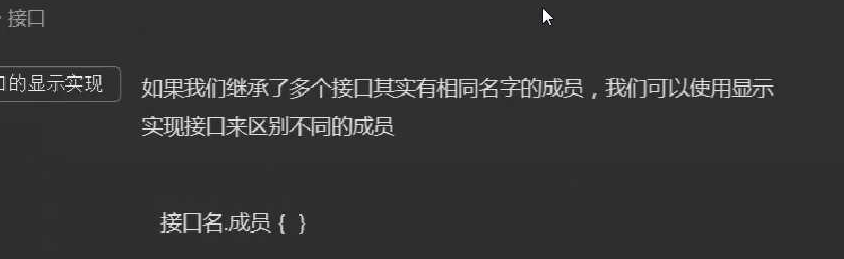 接口
口的显示实现
如果我们继承了多个接口其实有相同名字的成员，我们可以使用显示
实现接口来区别不同的成员
接口名.成员 { }